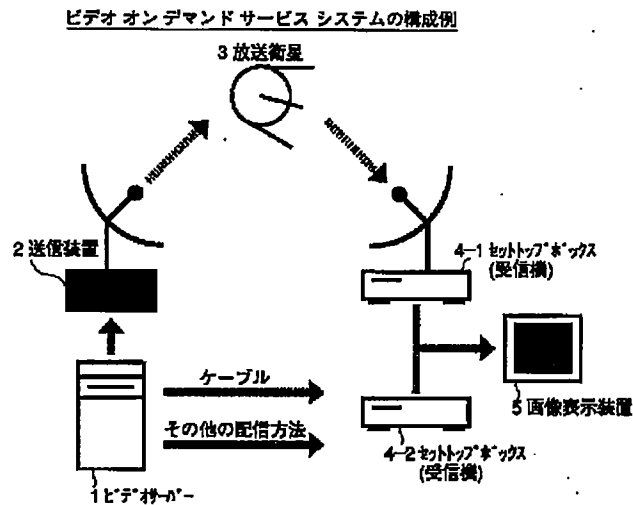 ビデオ オン デマンド サービス システムの構成例
3 放送衛星
2 送信装置
4-1 セットトップボックス
(受信機)
ケーブル
5 画像表示装置
その他の配信方法
4-2 セットトップボックス
(受信機)
1 ビデオサーバー